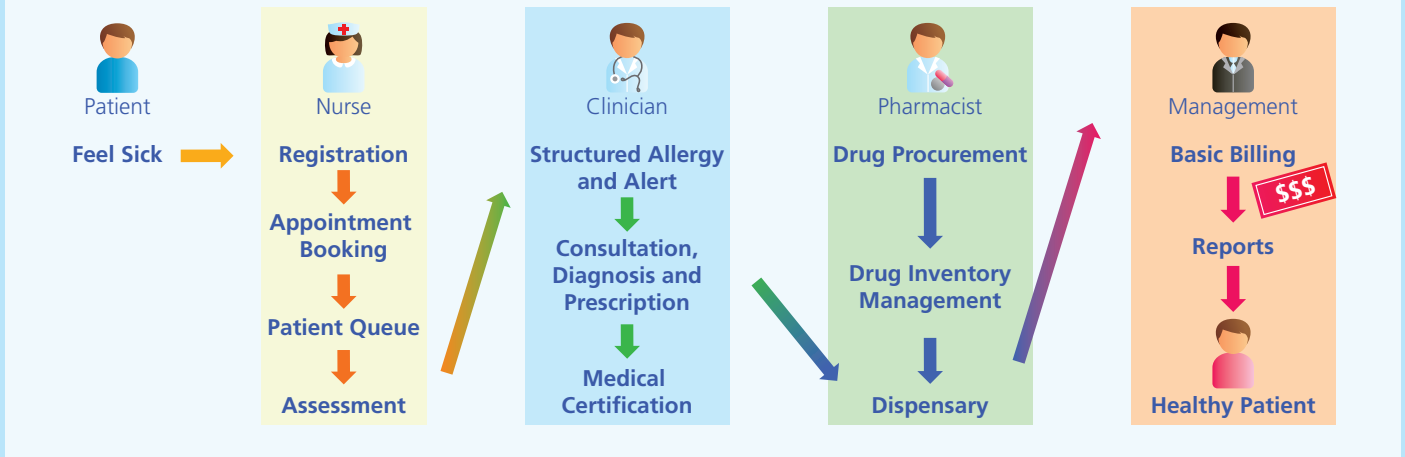 Patient
Feel Sick
Nurse
Registration
Appointment
Booking
Patient Queue
Assessment
Clinician
Structured Allergy
and Alert
Consultation,
Diagnosis and
Prescription
Medical
Certification
Pharmacist
Drug Procurement
Drug Inventory
Management
Dispensary
Management
Basic Billing
$$$
Reports
Healthy Patient